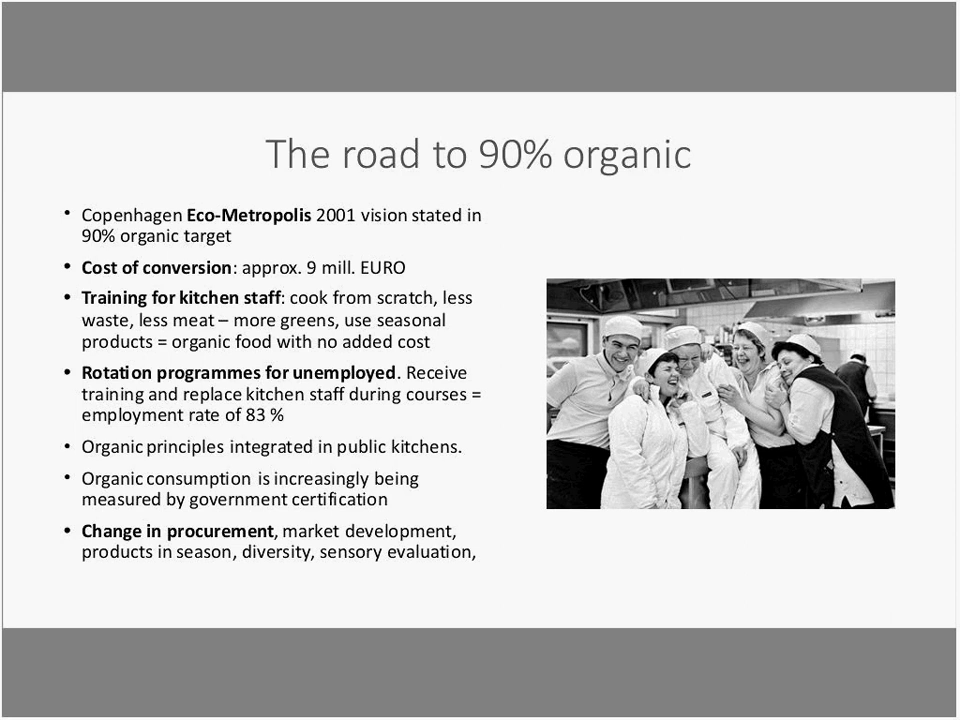 The road to 90% organic
• Copenhagen Eco-Metropolis 2001 vision stated in
90% organic target
• Cost of conversion: approx. 9 mill. EURO
• Training for kitchen staff: cook from scratch, less
waste, less meat – more greens, use seasonal
products = organic food with no added cost
• Rotation programmes for unemployed. Receive
training and replace kitchen staff during courses =
employment rate of 83 %
• Organic principles integrated in public kitchens.
• Organic consumption is increasingly being
measured by government certification
• Change in procurement, market development,
products in season, diversity, sensory evaluation,